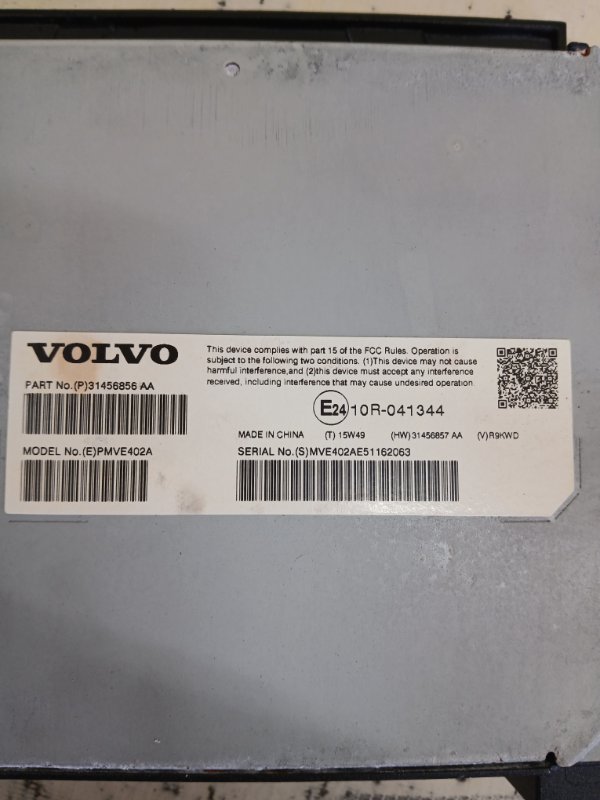 VOLVO
This device complies with part 15 of the FCC Rules. Operation is
subject to the following two conditions. (1)This device may not cause
harmful interference,and (2)this device must accept any interference
received, including interference that may cause undesired operation.
PART No.(P)31456856 AA
E24 10R-041344
MADE IN CHINA (T) 15W49 (HW)31456857 AA (V)R9KWD
MODEL No.(E)PMVE402A
SERIAL No.(S)MVE402AE51162063